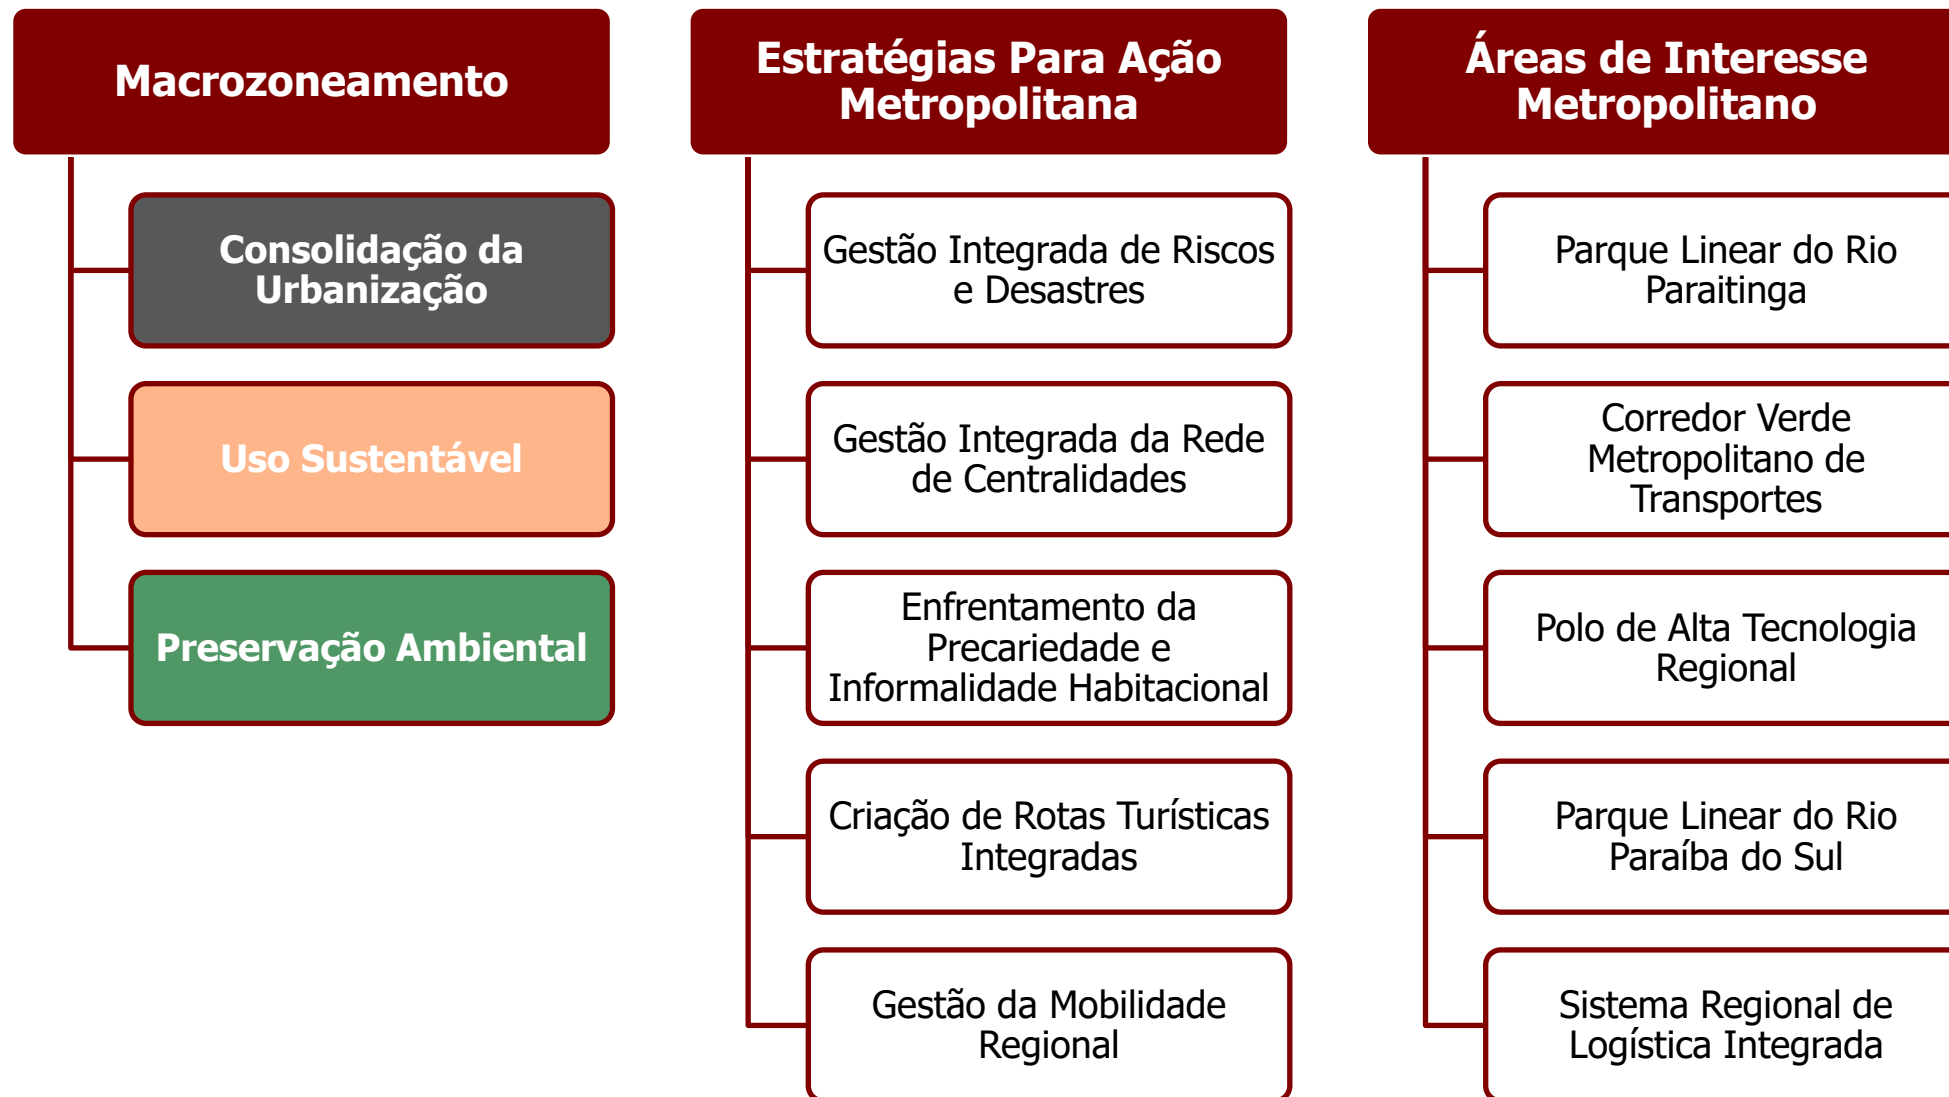 Macrozoneamento
Consolidação da
Urbanização
Uso Sustentável
Preservação Ambiental
Estratégias Para Ação
Metropolitana
Gestão Integrada de Riscos
e Desastres
Gestão Integrada da Rede
de Centralidades
Enfrentamento da
Precariedade e
Informalidade Habitacional
Criação de Rotas Turísticas
Integradas
Gestão da Mobilidade
Regional
Áreas de Interesse
Metropolitano
Parque Linear do Rio
Paraitinga
Corredor Verde
Metropolitano de
Transportes
Polo de Alta Tecnologia
Regional
Parque Linear do Rio
Paraíba do Sul
Sistema Regional de
Logística Integrada